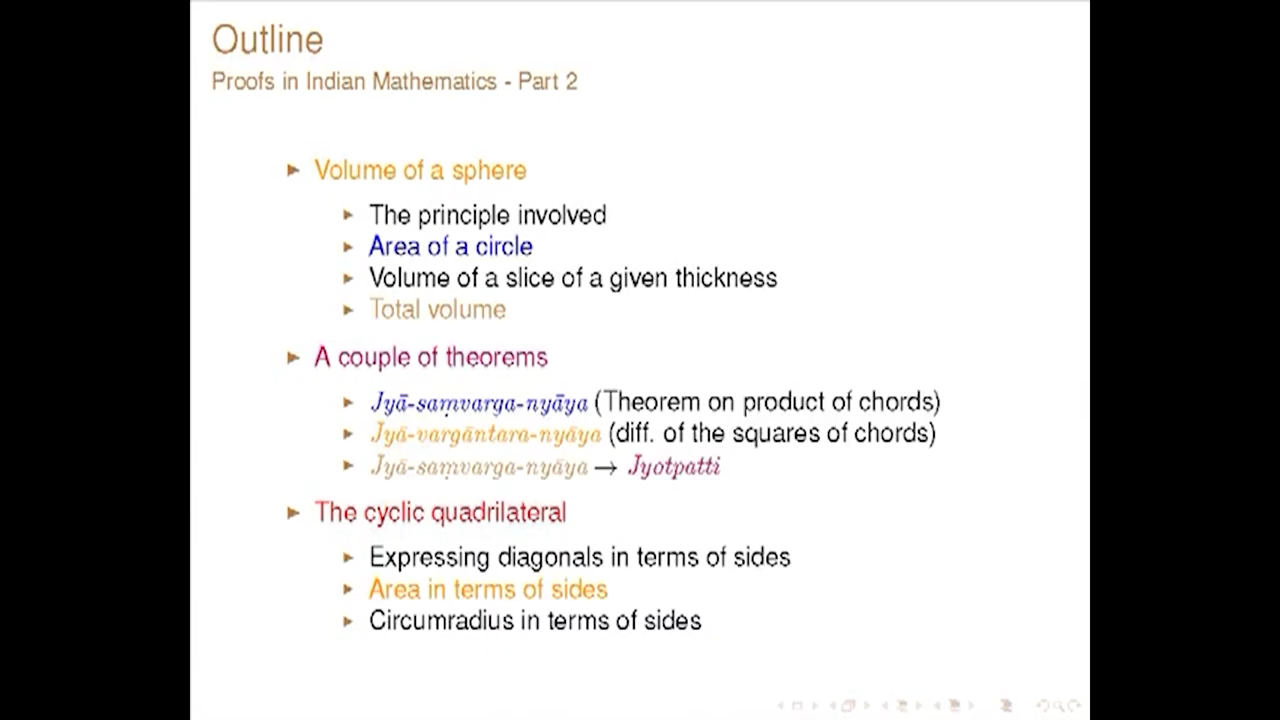 Outline
Proofs in Indian Mathematics - Part 2
Volume of a sphere
The principle involved
Area of a circle
Volume of a slice of a given thickness
Total volume
A couple of theorems
Jyā-saṃvarga-nyāya (Theorem on product of chords)
Jyā-vargāntara-nyāya (diff. of the squares of chords)
Jyā-saṃvarga-nyāya → Jyotpatti
The cyclic quadrilateral
Expressing diagonals in terms of sides
Area in terms of sides
Circumradius in terms of sides